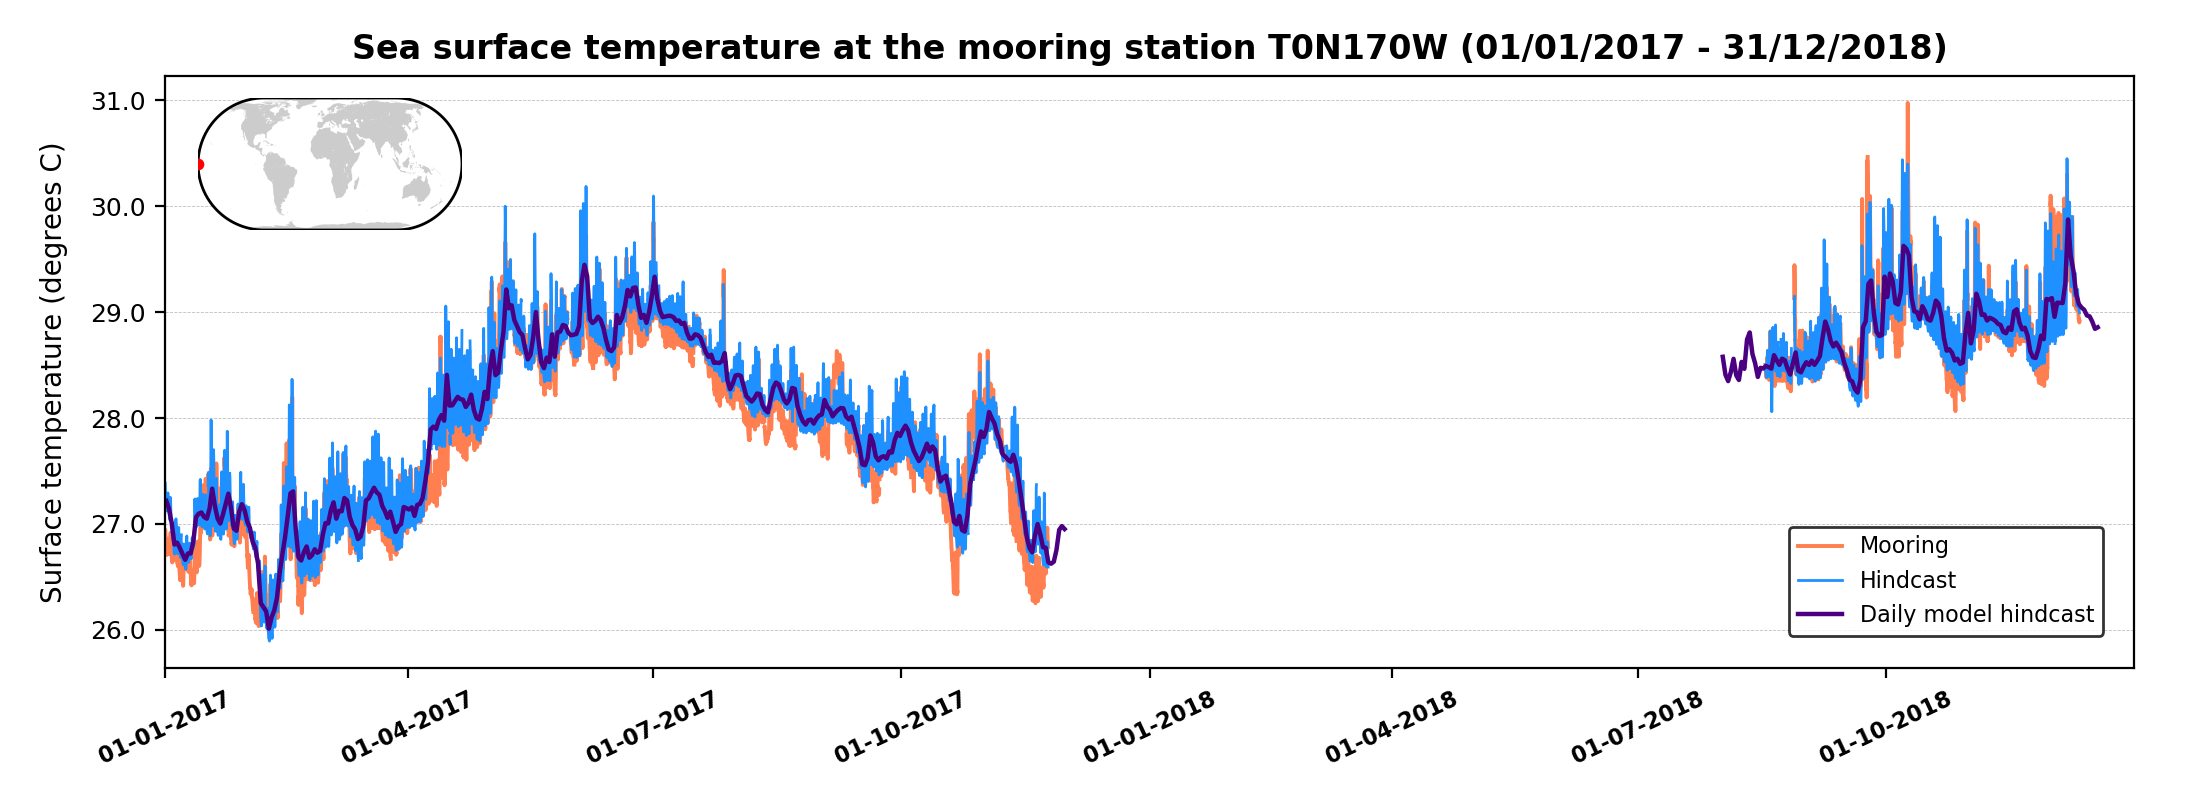 Sea surface temperature at the mooring station T0N170W (01/01/2017 - 31/12/2018)
Surface temperature (degrees C)
31.0
30.0
29.0
28.0
27.0
26.0
Mooring
Hindcast
Daily model hindcast
01-01-2017
01-04-2017
01-07-2017
01-10-2017
01-01-2018
01-04-2018
01-07-2018
01-10-2018